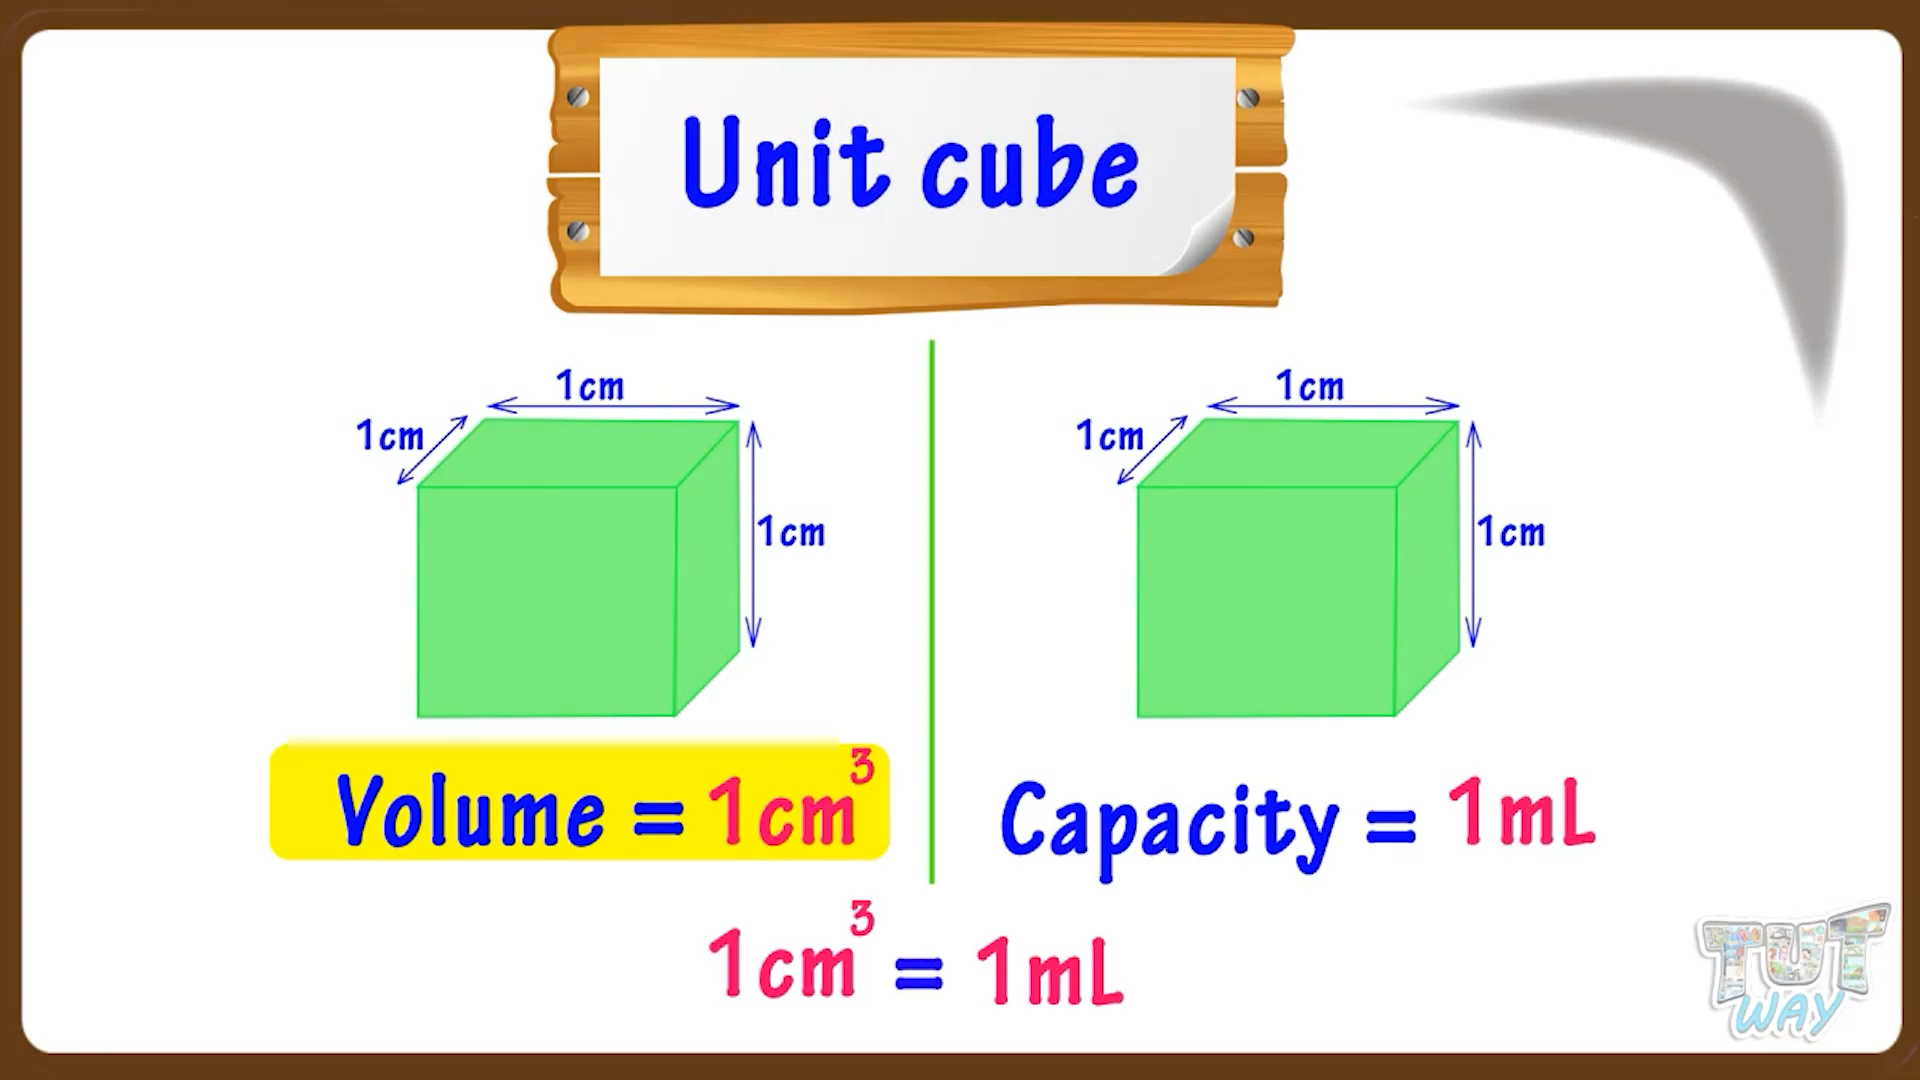 Unit cube
1cm
1cm
1cm
Volume = 1cm³
1cm
1cm
1cm
Capacity = 1mL
1cm³ = 1mL
TUT
WAY